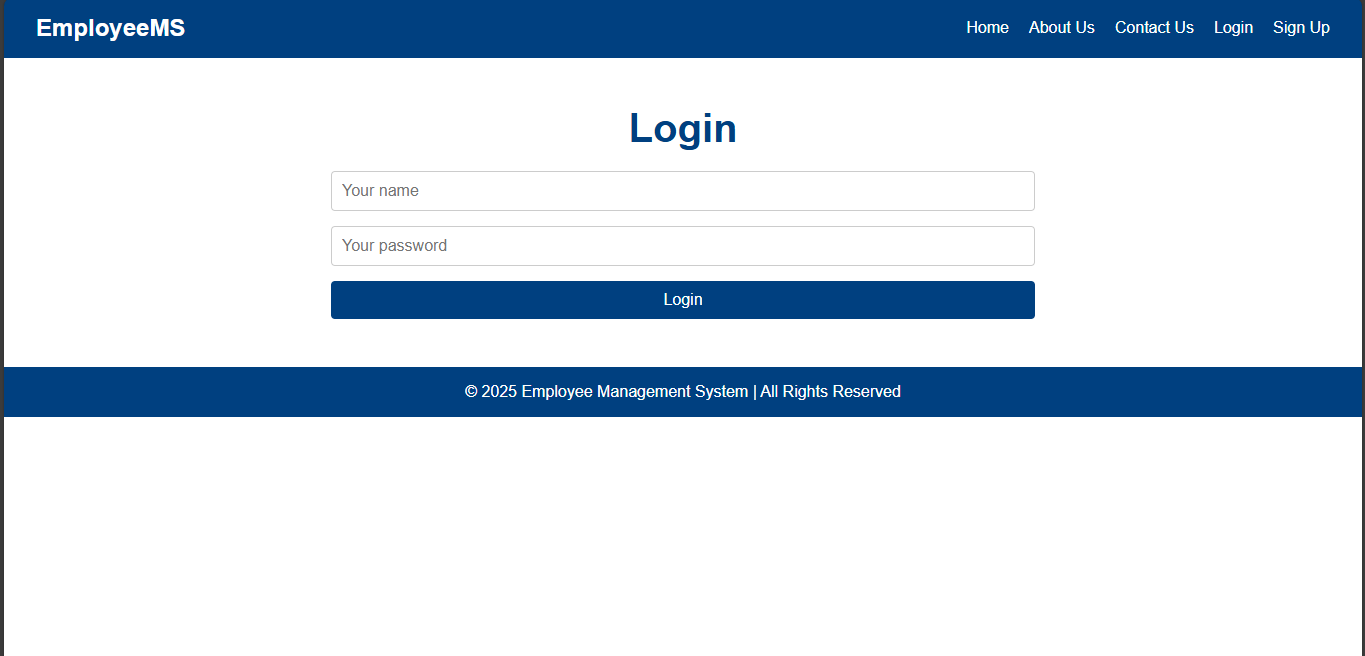 EmployeeMS
Home About Us Contact Us Login Sign Up
Login
Your name
Your password
Login
© 2025 Employee Management System | All Rights Reserved